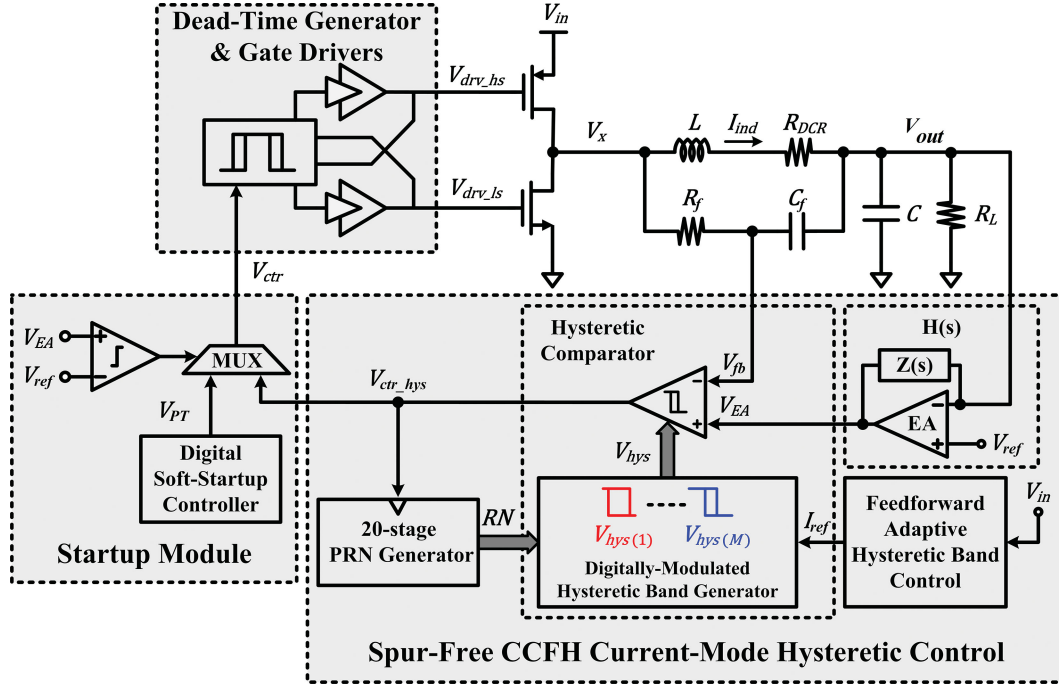 Dead-Time Generator
& Gate Drivers
V_in
V_drv_hs
V_x
L
I_ind
R_DCR
V_out
V_drv_ls
R_f
C_f
C
R_L
V_ctr
V_EA
+
V_ref
−
MUX
V_PT
Digital
Soft-Startup
Controller
Startup Module
Hysteretic
Comparator
V_ctr_hys
−
V_fb
+
V_EA
V_hys
H(s)
Z(s)
−
EA
+
V_ref
20-stage
PRN Generator
RN
V_hys(1)
V_hys(M)
Digitally-Modulated
Hysteretic Band Generator
I_ref
Feedforward
Adaptive
Hysteretic Band
Control
V_in
Spur-Free CCFH Current-Mode Hysteretic Control